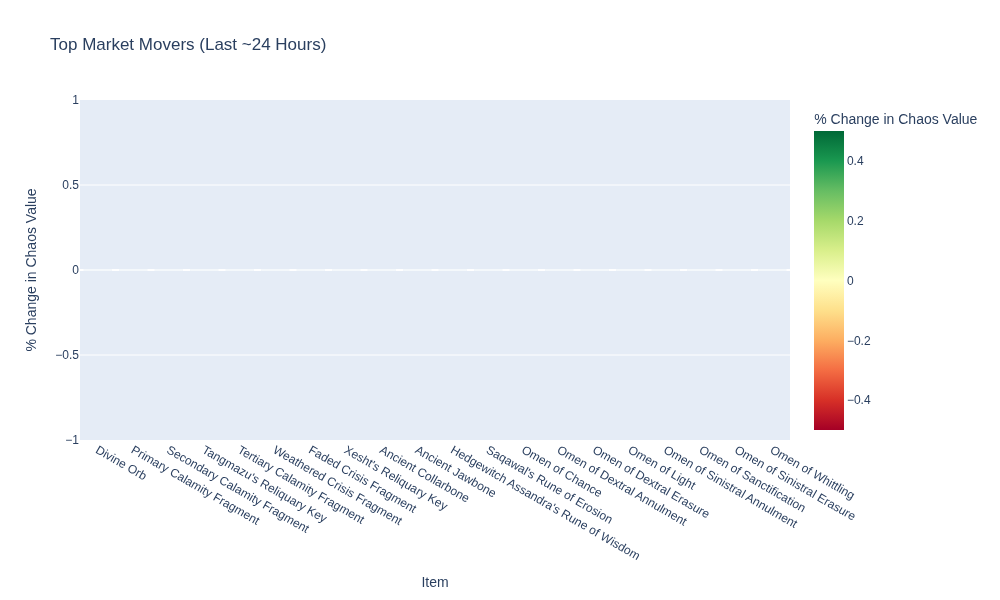 Top Market Movers (Last ~24 Hours)
% Change in Chaos Value
1
0.5
0
−0.5
−1
% Change in Chaos Value
0.4
0.2
0
−0.2
−0.4
Divine Orb
Primary Calamity Fragment
Secondary Calamity Fragment
Tangmazu's Reliquary Key
Tertiary Calamity Fragment
Weathered Crisis Fragment
Faded Crisis Fragment
Xesht's Reliquary Key
Ancient Collarbone
Ancient Jawbone
Hedgewitch Assandra's Rune of Wisdom
Saqawal's Rune of Erosion
Omen of Chance
Omen of Dextral Annulment
Omen of Dextral Erasure
Omen of Light
Omen of Sinistral Annulment
Omen of Sanctification
Omen of Sinistral Erasure
Omen of Whittling
Item